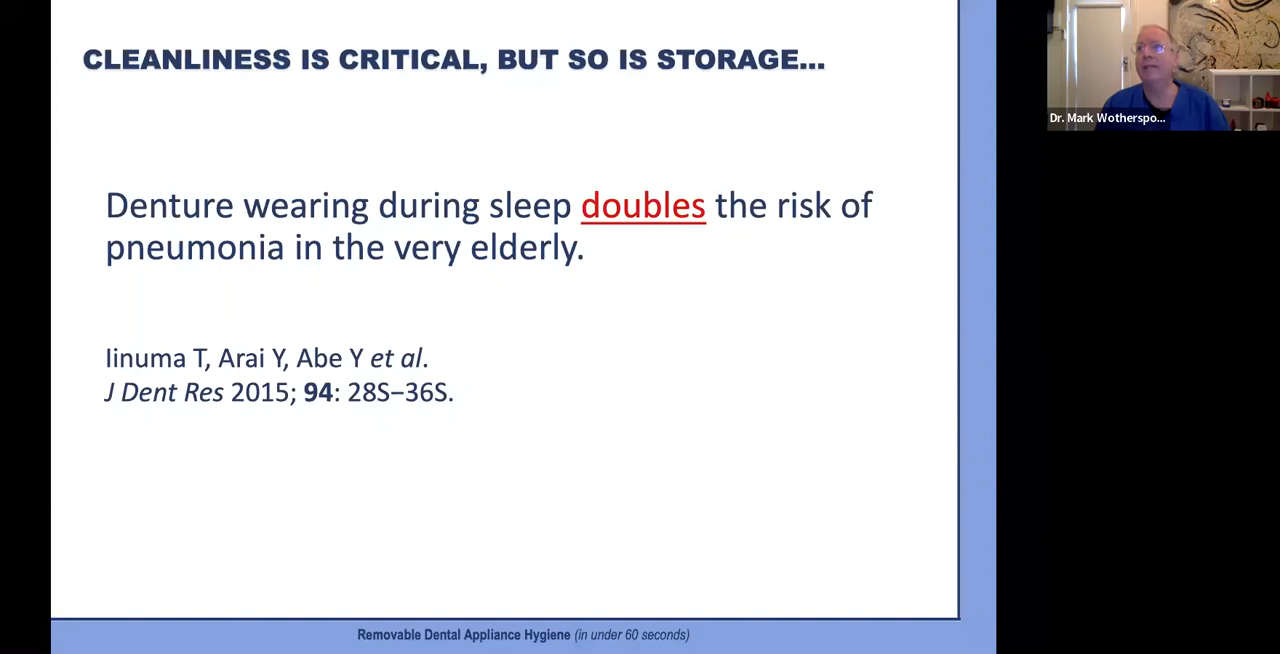 CLEANLINESS IS CRITICAL, BUT SO IS STORAGE...
Dr. Mark Wotherspo...
Denture wearing during sleep doubles the risk of
pneumonia in the very elderly.
Iinuma T, Arai Y, Abe Y et al.
J Dent Res 2015; 94: 28S–36S.
Removable Dental Appliance Hygiene (in under 60 seconds)